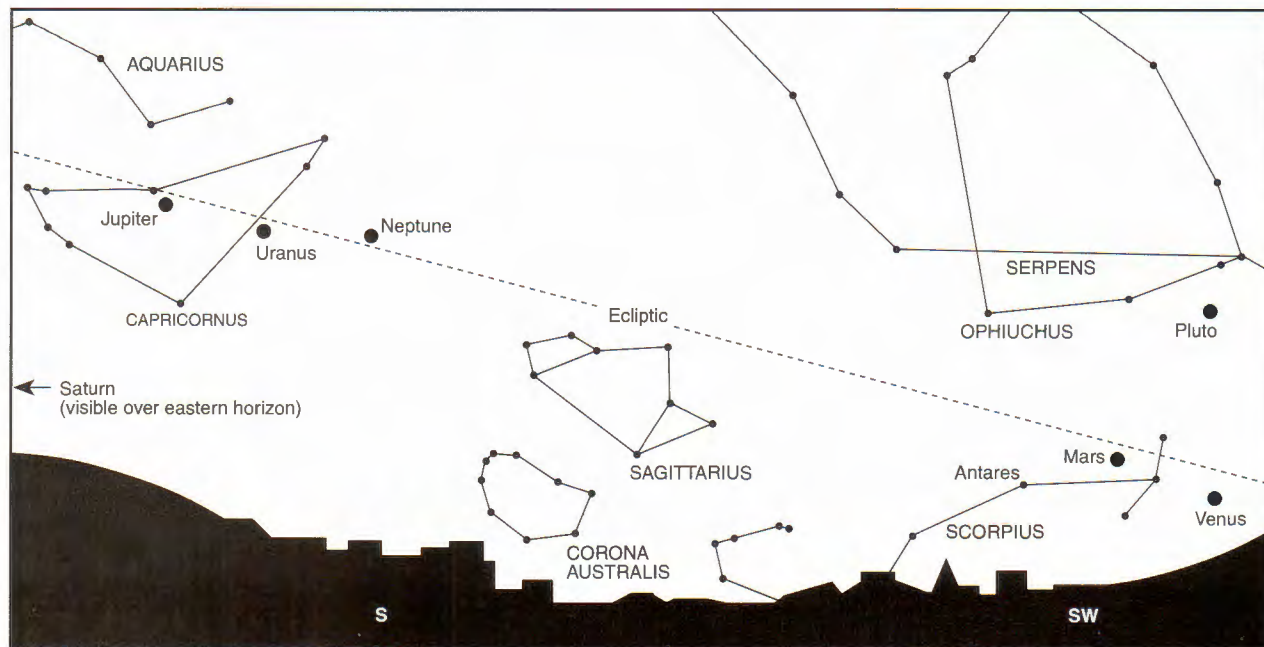 AQUARIUS
Jupiter
Uranus
Neptune
CAPRICORNUS
SERPENS
Ecliptic
OPHIUCHUS
Pluto
Saturn
(visible over eastern horizon)
SAGITTARIUS
Mars
Antares
Venus
SCORPIUS
CORONA
AUSTRALIS
S
SW